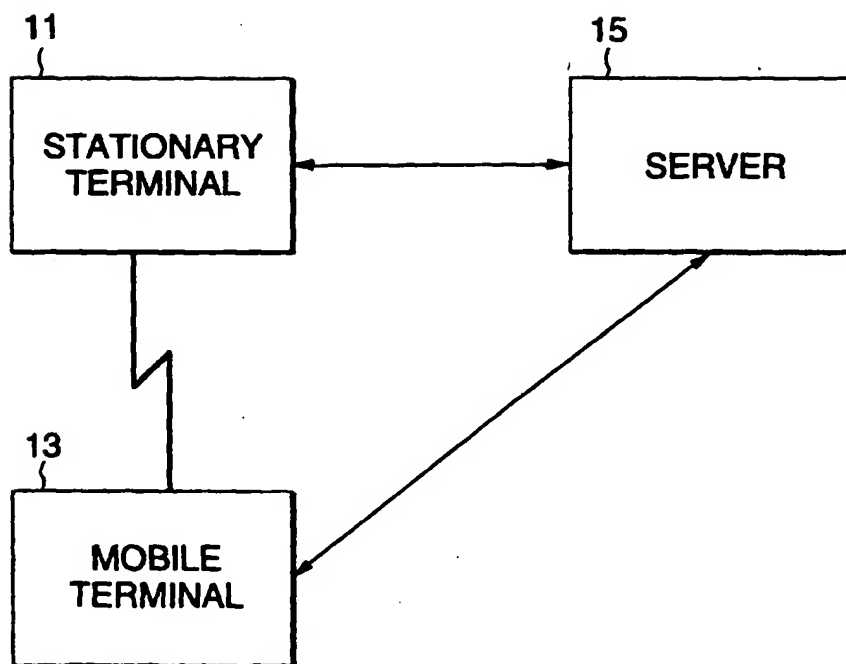 11
STATIONARY
TERMINAL
15
SERVER
13
MOBILE
TERMINAL